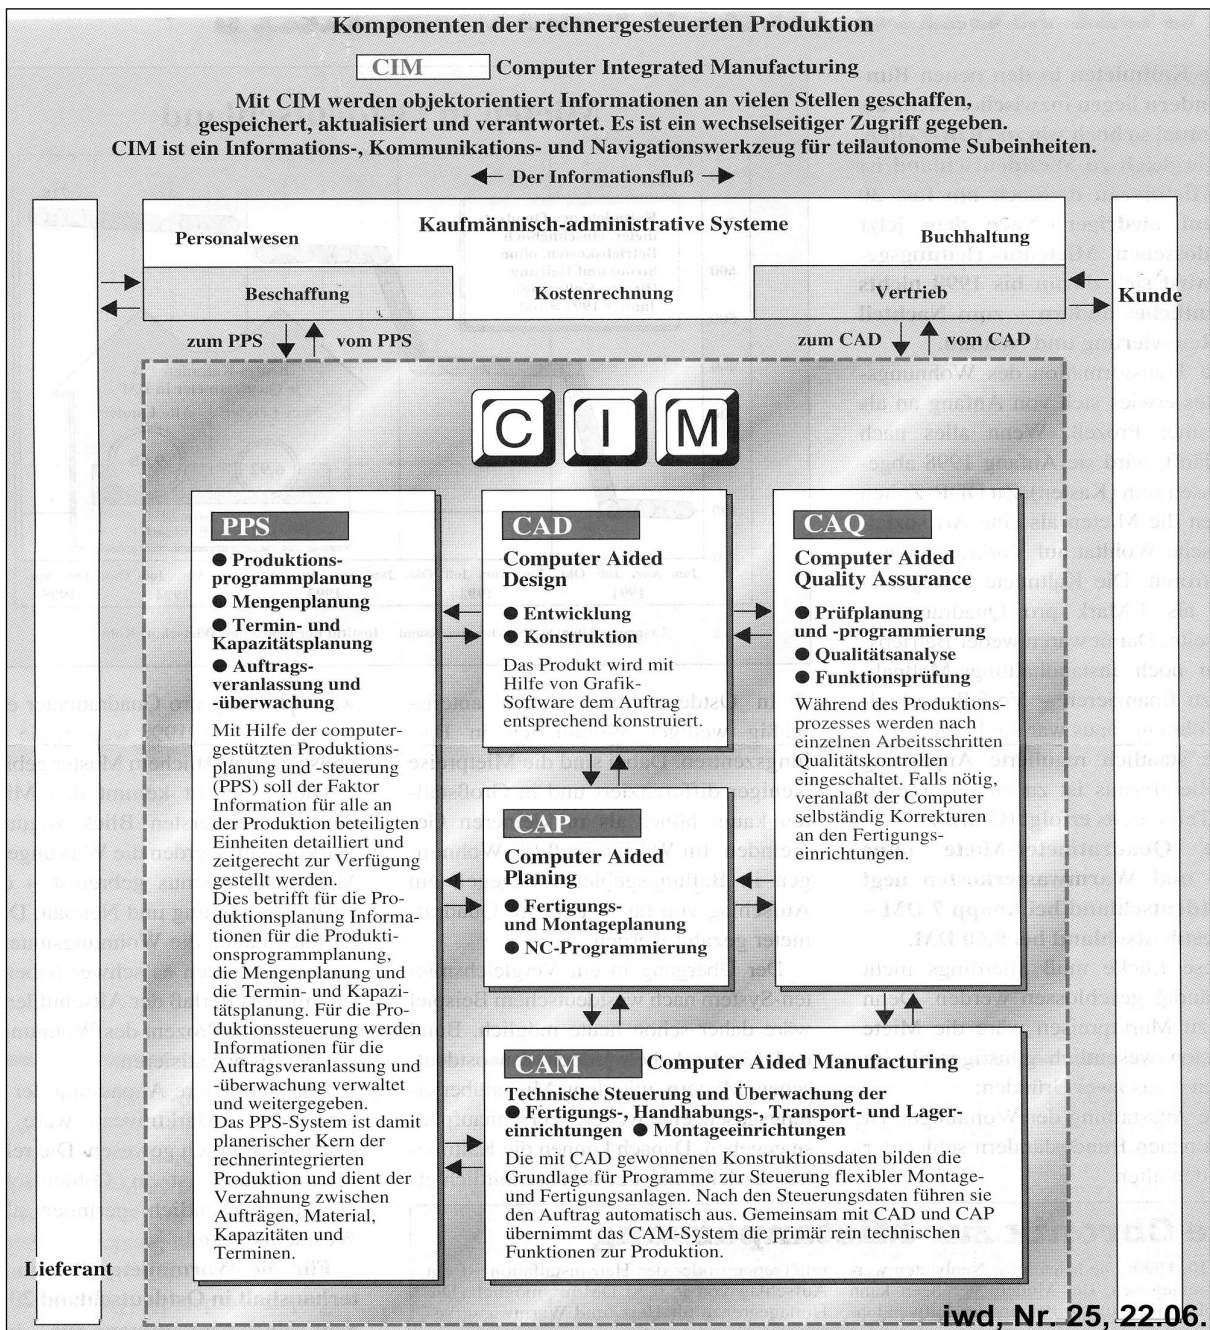 Komponenten der rechnergesteuerten Produktion
CIM Computer Integrated Manufacturing
Mit CIM werden objektorientiert Informationen an vielen Stellen geschaffen,
gespeichert, aktualisiert und verantwortet. Es ist ein wechselseitiger Zugriff gegeben.
CIM ist ein Informations-, Kommunikations- und Navigationswerkzeug für teilautonome Subeinheiten.
Der Informationsfluß
Kaufmännisch-administrative Systeme
Personalwesen
Buchhaltung
Beschaffung
Kostenrechnung
Vertrieb
Kunde
zum PPS
vom PPS
zum CAD
vom CAD
C I M
PPS
● Produktions-
programmplanung
● Mengenplanung
● Termin- und
Kapazitätsplanung
● Auftrags-
veranlassung und
-überwachung
Mit Hilfe der computer-
gestützten Produktions-
planung und -steuerung
(PPS) soll der Faktor
Information für alle an
der Produktion beteiligten
Einheiten definiert und
zeitgerecht zur Verfügung
gestellt werden.
Dies betrifft für die Pro-
duktionsplanung Informa-
tionen für die Produkti-
onsprogrammplanung,
die Mengenplanung und
die Termin- und Kapazi-
tätsplanung. Für die Pro-
duktionssteuerung werden
Informationen für die
Auftragsveranlassung und
-überwachung verwaltet
und weitergegeben.
Das PPS-System ist damit
planerischer Kern der
rechnerintegrierten
Produktion und dient der
Verzahnung zwischen
Aufträgen, Material,
Kapazitäten und
Terminen.
CAD
Computer Aided
Design
● Entwicklung
● Konstruktion
Das Produkt wird mit
Hilfe von Grafik-
Software dem Auftrag
entsprechend konstruiert.
CAQ
Computer Aided
Quality Assurance
● Prüfplanung
und -programmierung
● Qualitätsanalyse
● Funktionsprüfung
Während des Produktions-
prozesses werden nach
einzelnen Arbeitsschritten
Qualitätskontrollen
eingeschaltet. Falls nötig,
veranlaßt der Computer
selbständig Korrekturen
an den Fertigungs-
einrichtungen.
CAP
Computer Aided
Planing
● Fertigungs-
und Montageplanung
● NC-Programmierung
CAM Computer Aided Manufacturing
Technische Steuerung und Überwachung der
● Fertigungs-, Handhabungs-, Transport- und Lager-
einrichtungen ● Montageeinrichtungen
Die mit CAD gewonnenen Konstruktionsdaten bilden die
Grundlage für Programme zur Steuerung flexibler Montage-
und Fertigungsanlagen. Nach den Steuerungsdaten führen sie
den Auftrag automatisch aus. Gemeinsam mit CAD und CAP
übernimmt das CAM-System die primär reintechnischen
Funktionen zur Produktion.
Lieferant
iwd, Nr. 25, 22.06.